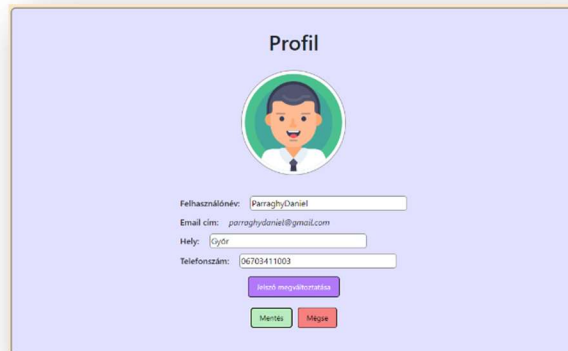 Profil
Felhasználónév: ParraghyDaniel
Email cím: parraghydaniel@gmail.com
Hely: Győr
Telefonszám: 06703411003
Jelszó megváltoztatása
Mentés Mégse